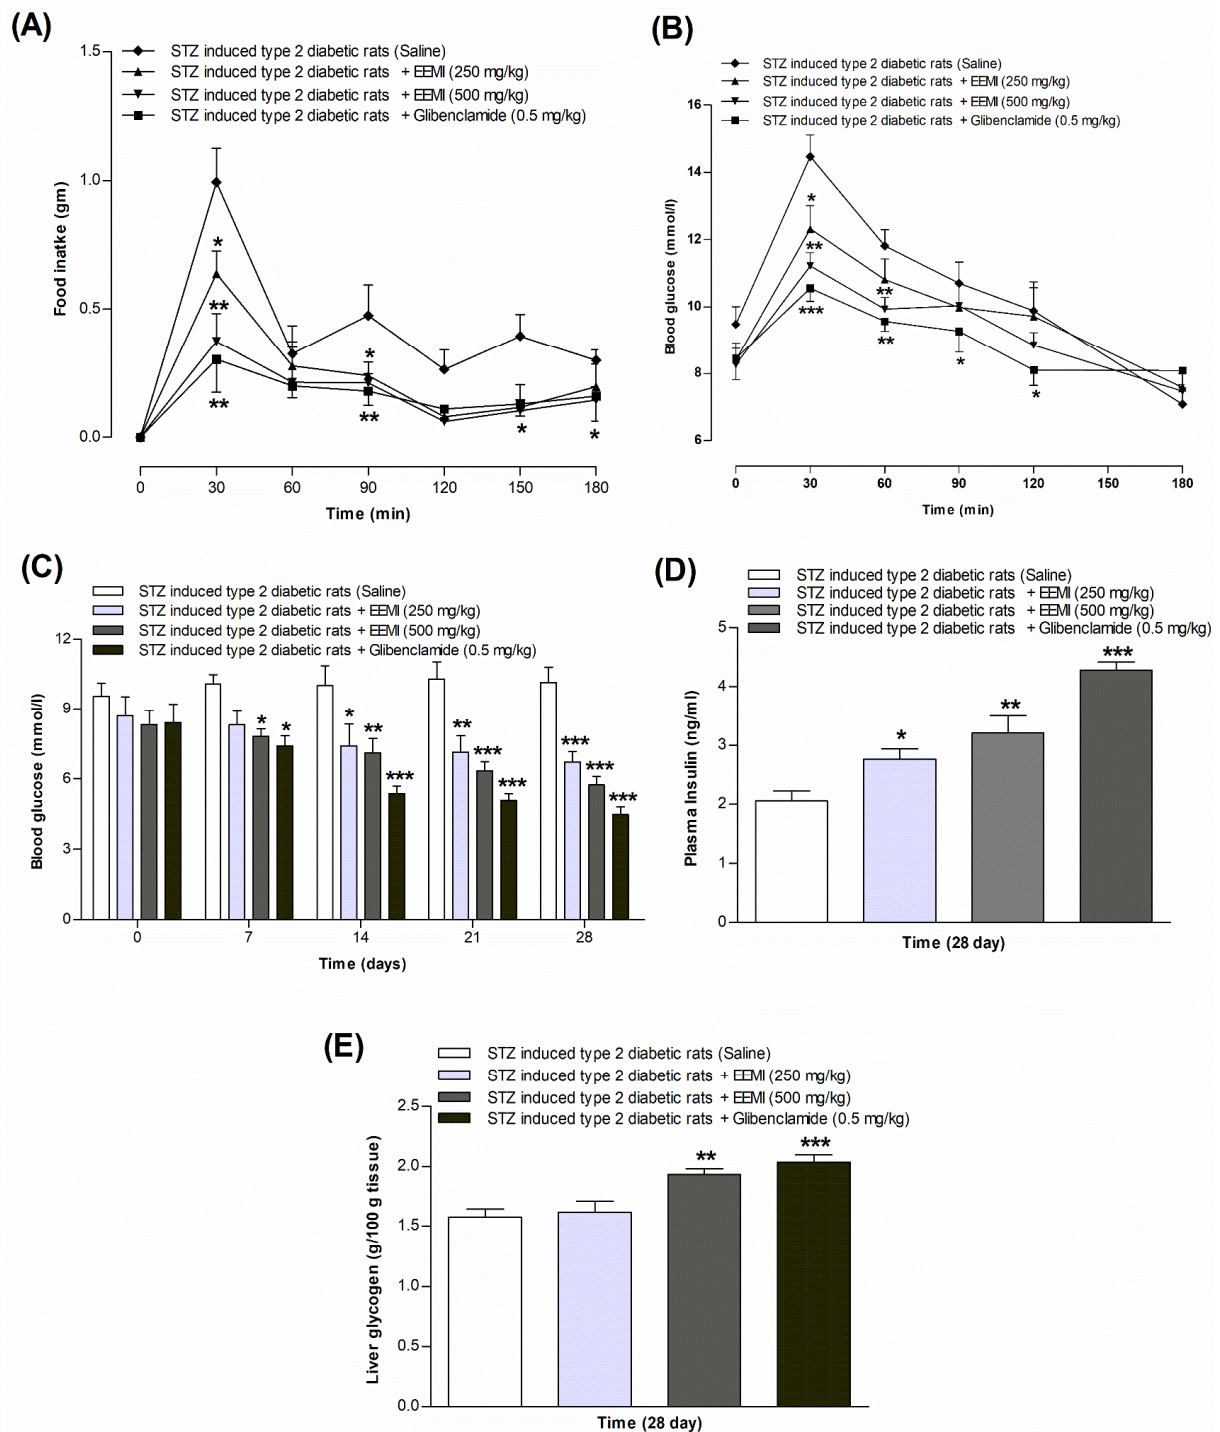 (A)
STZ induced type 2 diabetic rats (Saline)
STZ induced type 2 diabetic rats + EEMI (250 mg/kg)
STZ induced type 2 diabetic rats + EEMI (500 mg/kg)
STZ induced type 2 diabetic rats + Glibenclamide (0.5 mg/kg)
1.5
1.0
0.5
0.0
Food inatke (gm)
*
**
**
*
**
*
*
0 30 60 90 120 150 180
Time (min)
(B)
STZ induced type 2 diabetic rats (Saline)
STZ induced type 2 diabetic rats + EEMI (250 mg/kg)
STZ induced type 2 diabetic rats + EEMI (500 mg/kg)
STZ induced type 2 diabetic rats + Glibenclamide (0.5 mg/kg)
16
14
12
10
8
6
Blood glucose (mmol/l)
*
**
***
**
**
*
*
0 30 60 90 120 150 180
Time (min)
(C)
STZ induced type 2 diabetic rats (Saline)
STZ induced type 2 diabetic rats + EEMI (250 mg/kg)
STZ induced type 2 diabetic rats + EEMI (500 mg/kg)
STZ induced type 2 diabetic rats + Glibenclamide (0.5 mg/kg)
12
9
6
3
0
Blood glucose (mmol/l)
* *
* ** ***
** *** ***
*** *** ***
0 7 14 21 28
Time (days)
(D)
STZ induced type 2 diabetic rats (Saline)
STZ induced type 2 diabetic rats + EEMI (250 mg/kg)
STZ induced type 2 diabetic rats + EEMI (500 mg/kg)
STZ induced type 2 diabetic rats + Glibenclamide (0.5 mg/kg)
5
4
3
2
1
0
Plasma Insulin (ng/ml)
* ** ***
Time (28 day)
(E)
STZ induced type 2 diabetic rats (Saline)
STZ induced type 2 diabetic rats + EEMI (250 mg/kg)
STZ induced type 2 diabetic rats + EEMI (500 mg/kg)
STZ induced type 2 diabetic rats + Glibenclamide (0.5 mg/kg)
2.5
2.0
1.5
1.0
0.5
0.0
Liver glycogen (g/100 g tissue)
** ***
Time (28 day)